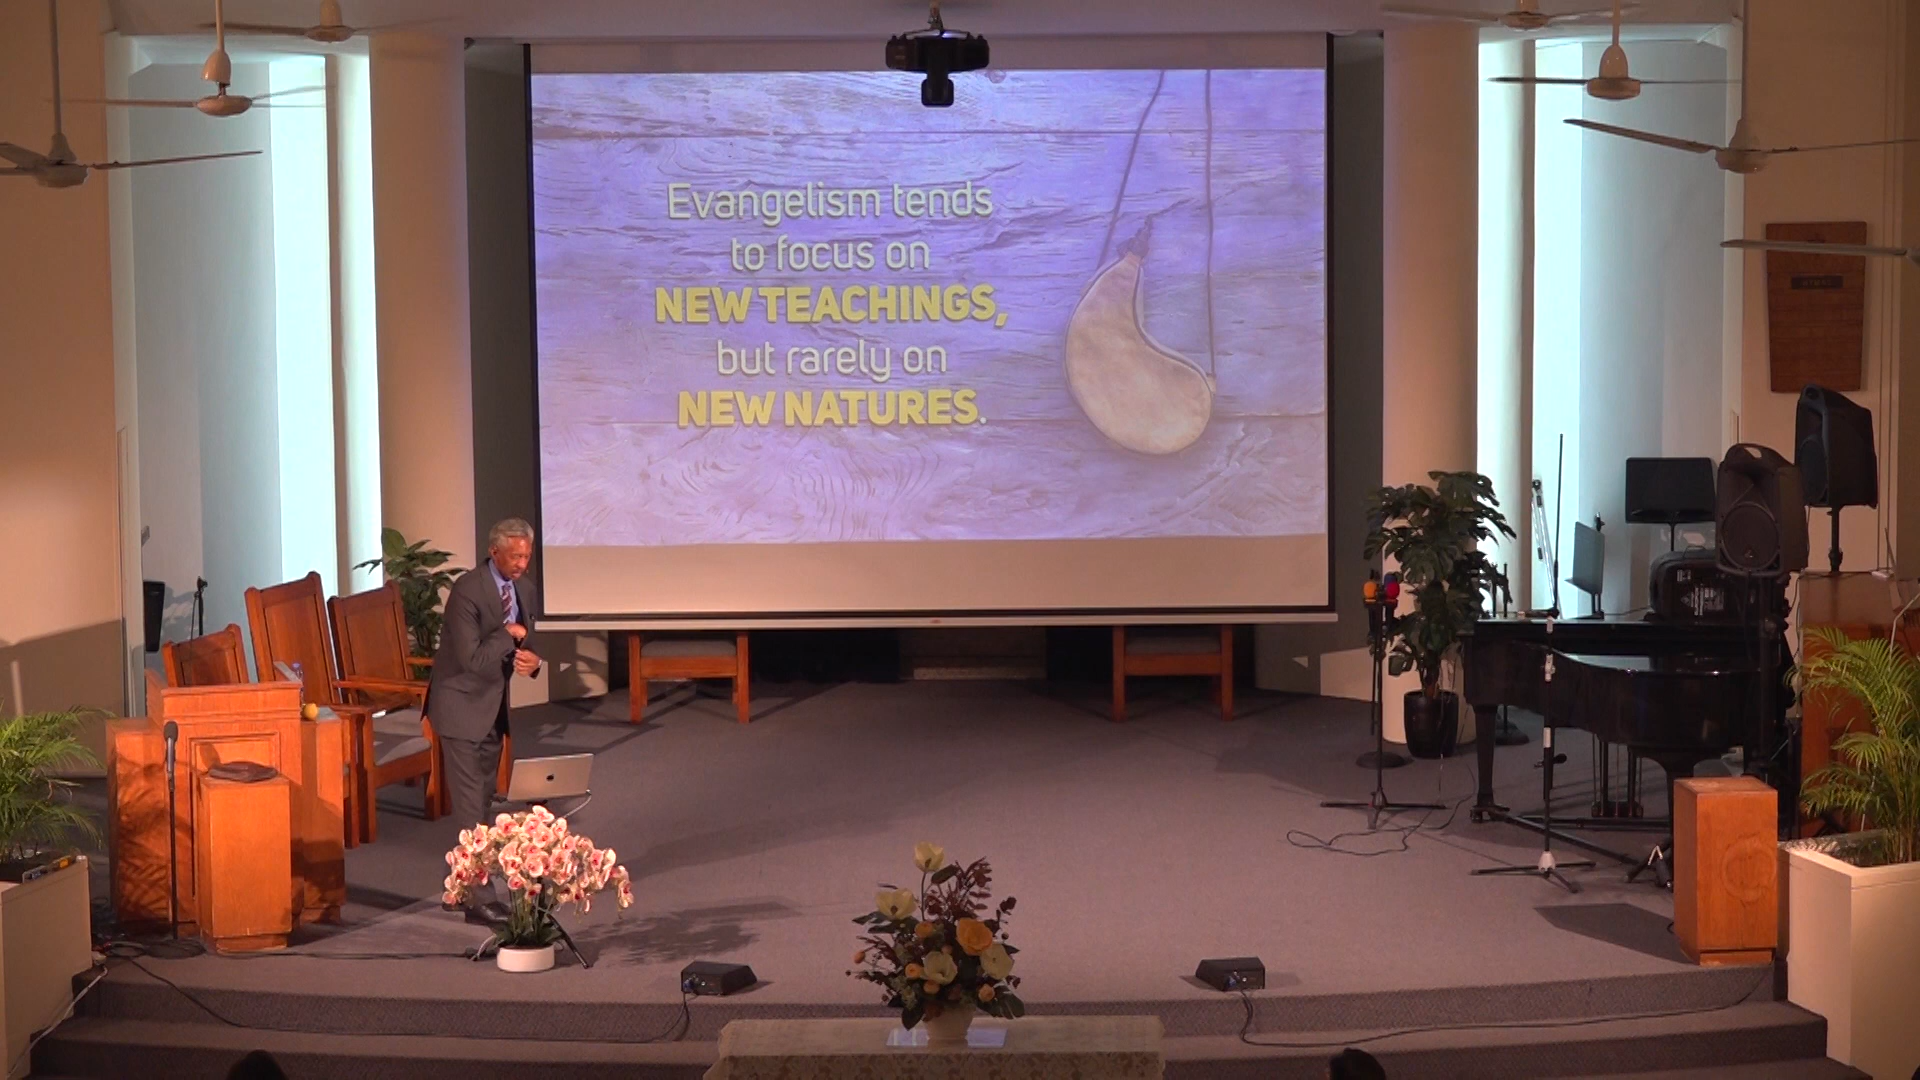 Evangelism tends
to focus on
NEW TEACHINGS,
but rarely on
NEW NATURES.